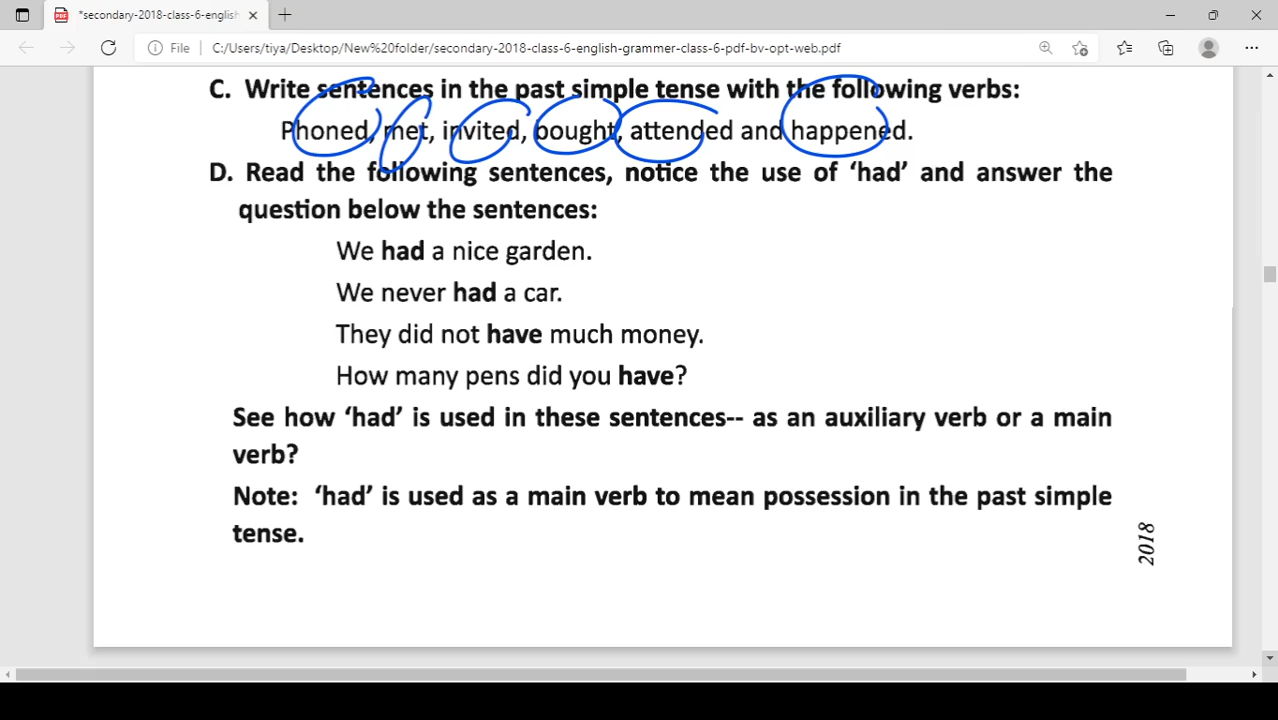 *secondary-2018-class-6-english
File C:/Users/tiya/Desktop/New%20folder/secondary-2018-class-6-english-grammer-class-6-pdf-bv-opt-web.pdf
C. Write sentences in the past simple tense with the following verbs:
Phoned, met, invited, bought, attended and happened.
D. Read the following sentences, notice the use of ‘had’ and answer the
question below the sentences:
We had a nice garden.
We never had a car.
They did not have much money.
How many pens did you have?
See how ‘had’ is used in these sentences-- as an auxiliary verb or a main
verb?
Note: ‘had’ is used as a main verb to mean possession in the past simple
tense.
2018